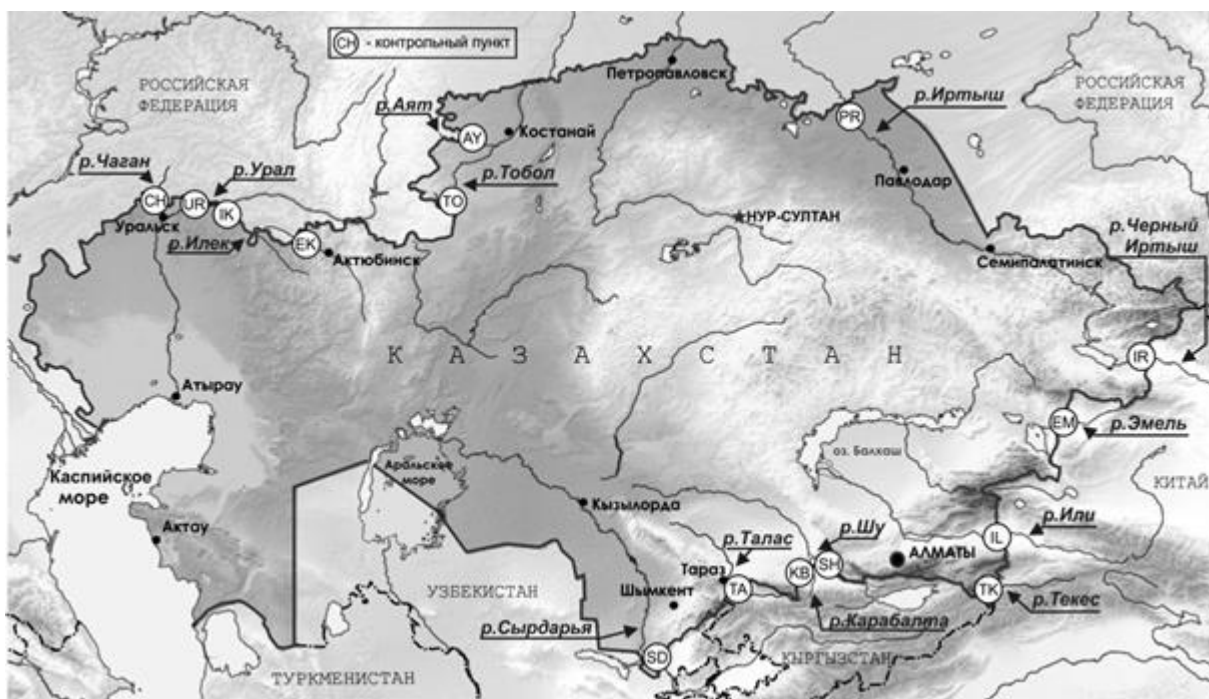 CH - контрольный пункт
РОССИЙСКАЯ
ФЕДЕРАЦИЯ
Петропавловск
РОССИЙСКАЯ
ФЕДЕРАЦИЯ
р.Аят
AY
Костанай
PR
р.Иртыш
р.Чаган
р.Урал
р.Тобол
Павлодар
CH
UR
IK
TO
Уральск
НУР-СУЛТАН
р.Черный
Иртыш
р.Илек
EK
Актюбинск
Семипалатинск
КАЗАХСТАН
IR
Атырау
EM
р.Эмель
оз. Балхаш
Каспийское
море
Аральское
море
КИТАЙ
Кызылорда
Актау
р.Или
IL
р.Талас
р.Шу
АЛМАТЫ
Тараз
TA
KB
SH
TK
р.Текес
УЗБЕКИСТАН
Шымкент
р.Карабалта
р.Сырдарья
SD
КЫРГЫЗСТАН
ТУРКМЕНИСТАН